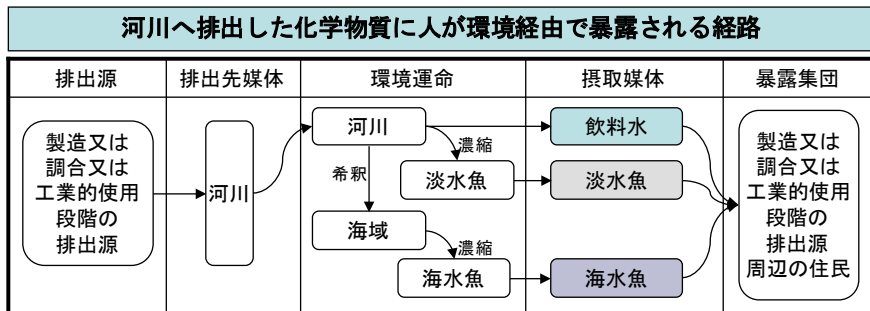 河川へ排出した化学物質に人が環境経由で暴露される経路
排出源
排出先媒体
環境運命
摂取媒体
暴露集団
製造又は
調合又は
工業的使用
段階の
排出源
河川
河川
濃縮
希釈
淡水魚
海域
濃縮
海水魚
飲料水
淡水魚
海水魚
製造又は
調合又は
工業的使用
段階の
排出源
周辺の住民